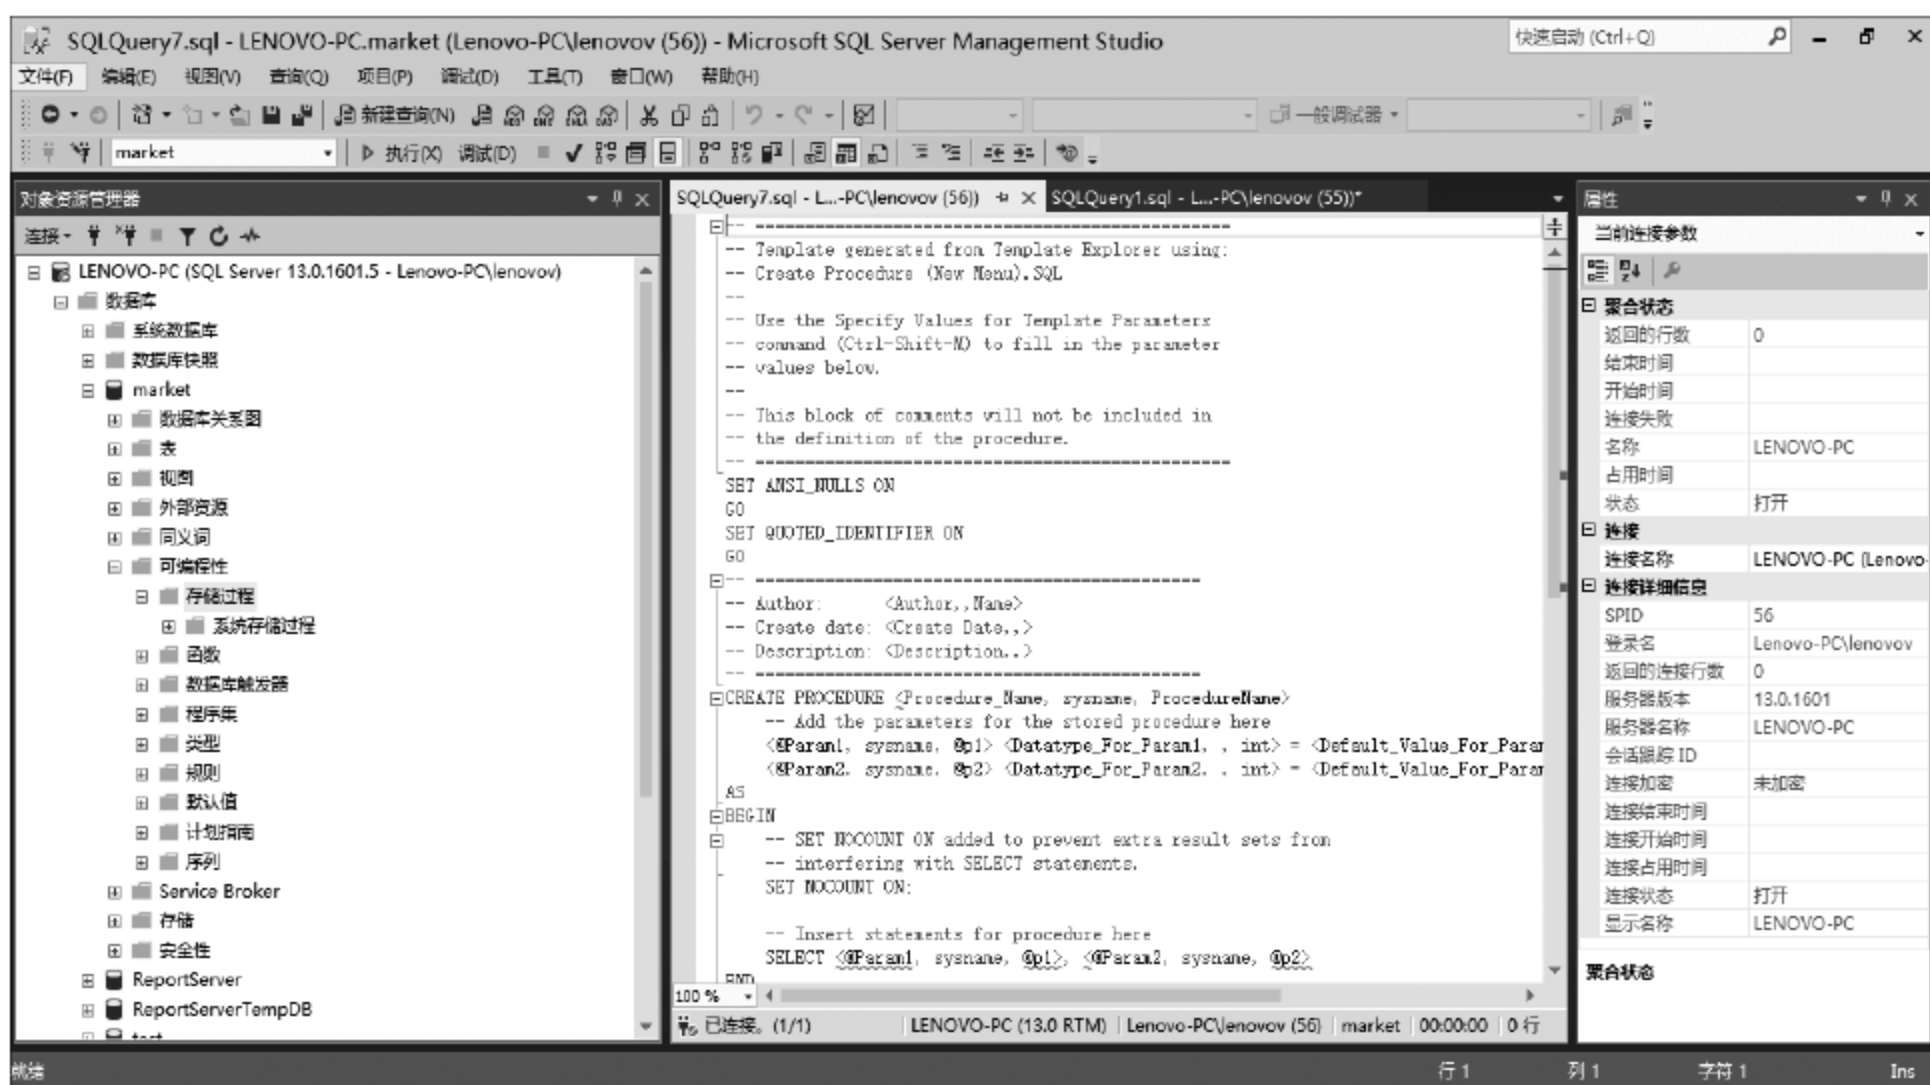 SQLQuery7.sql - LENOVO-PC.market (Lenovo-PC\lenovov (56)) - Microsoft SQL Server Management Studio
快速启动 (Ctrl+Q)
文件(F) 编辑(E) 视图(V) 查询(Q) 项目(P) 调试(D) 工具(T) 窗口(W) 帮助(H)
新建查询(N) 一般调试器
market 执行(X) 调试(D)
对象资源管理器
连接
LENOVO-PC (SQL Server 13.0.1601.5 - Lenovo-PC\lenovov)
数据库
系统数据库
数据库快照
market
数据库关系图
表
视图
外部资源
同义词
可编程性
存储过程
系统存储过程
函数
数据库触发器
程序集
类型
规则
默认值
计划指南
序列
Service Broker
存储
安全性
ReportServer
ReportServerTempDB
test
SQLQuery7.sql - L...-PC\lenovov (56)) SQLQuery1.sql - L...-PC\lenovov (55))*
-- ================================================
-- Template generated from Template Explorer using:
-- Create Procedure (New Menu).SQL
--
-- Use the Specify Values for Template Parameters
-- command (Ctrl-Shift-M) to fill in the parameter
-- values below.
--
-- This block of comments will not be included in
-- the definition of the procedure.
-- ================================================
SET ANSI_NULLS ON
GO
SET QUOTED_IDENTIFIER ON
GO
-- =============================================
-- Author: <Author,,Name>
-- Create date: <Create Date,,>
-- Description: <Description,,>
-- =============================================
CREATE PROCEDURE <Procedure_Name, sysname, ProcedureName>
-- Add the parameters for the stored procedure here
<@Param1, sysname, @p1> <Datatype_For_Param1, , int> = <Default_Value_For_Param
<@Param2, sysname, @p2> <Datatype_For_Param2, , int> = <Default_Value_For_Param
AS
BEGIN
-- SET NOCOUNT ON added to prevent extra result sets from
-- interfering with SELECT statements.
SET NOCOUNT ON;
-- Insert statements for procedure here
SELECT <@Param1, sysname, @p1>, <@Param2, sysname, @p2>
END
100 %
已连接。(1/1) LENOVO-PC (13.0 RTM) Lenovo-PC\lenovov (56) market 00:00:00 0 行
属性
当前连接参数
聚合状态
返回的行数 0
结束时间
开始时间
连接失败
名称 LENOVO-PC
占用时间
状态 打开
连接
连接名称 LENOVO-PC (Lenovo-
连接详细信息
SPID 56
登录名 Lenovo-PC\lenovov
返回的连接行数 0
服务器版本 13.0.1601
服务器名称 LENOVO-PC
会话跟踪 ID
连接加密 未加密
连接结束时间
连接开始时间
连接占用时间
连接状态 打开
显示名称 LENOVO-PC
聚合状态
就绪 行 1 列 1 字符 1 Ins